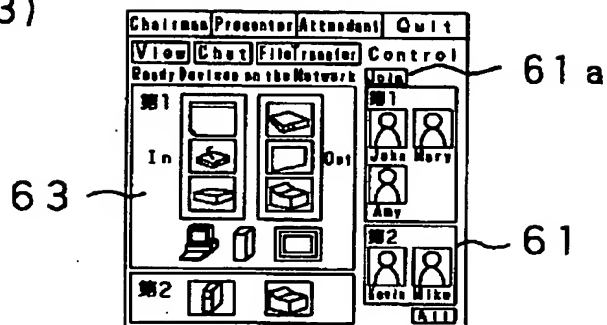 3)
Chairman Presenter Attendant Quit
View Chat FileTransfer Control
Ready Devices on the Network
Join
61a
第1
第1
In
Out
John Mary
Amy
63
61
第2
第2
Kevin Mike
All